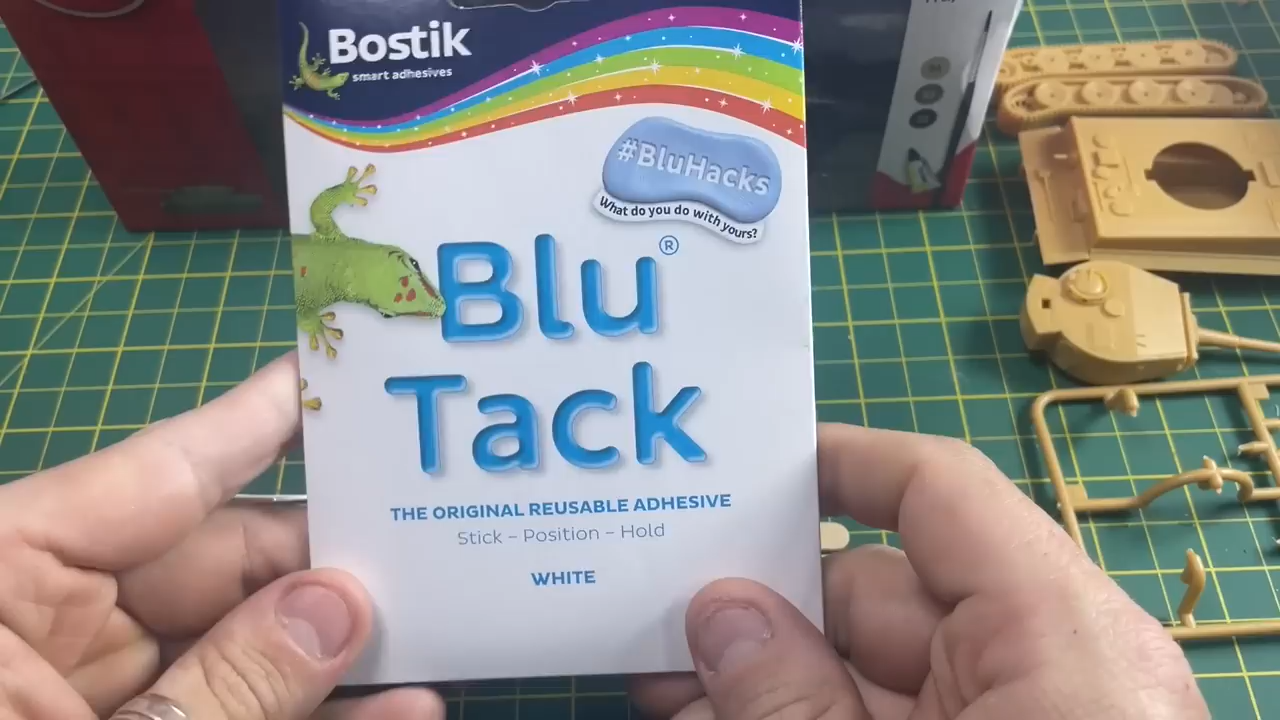 Bostik
smart adhesives
#BluHacks
What do you do with yours?
Blu®
Tack
THE ORIGINAL REUSABLE ADHESIVE
Stick – Position – Hold
WHITE